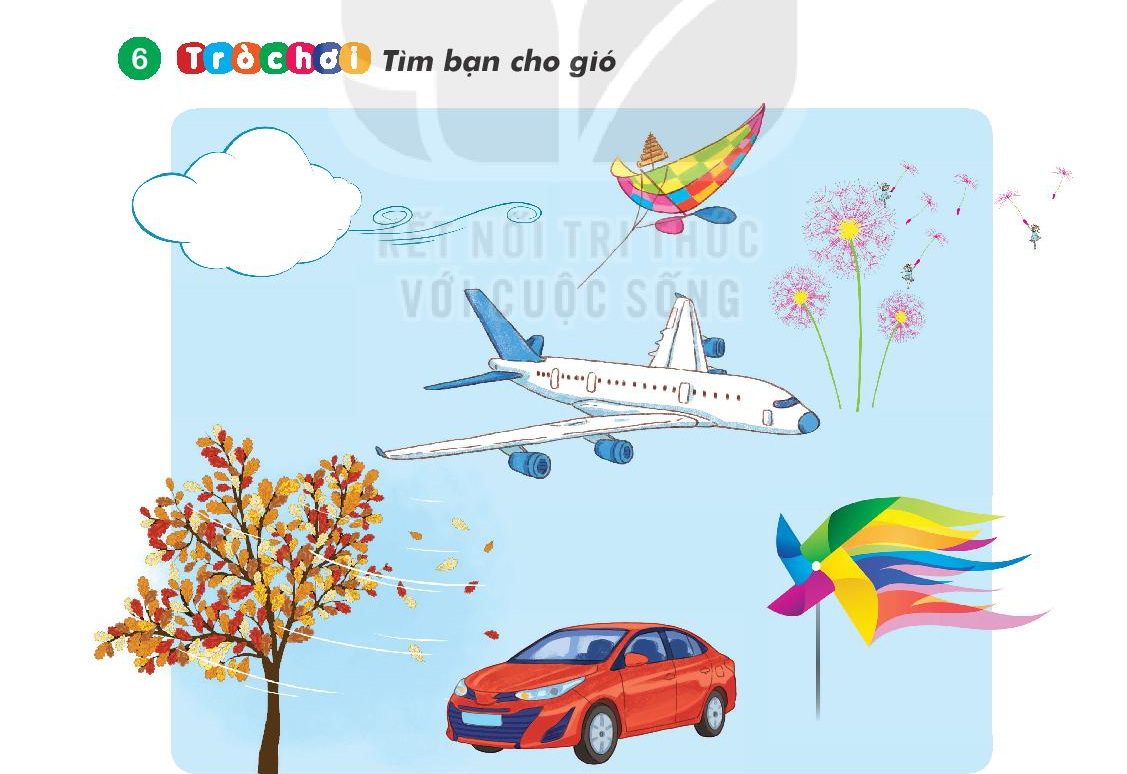 6 Trò chơi Tìm bạn cho gió
KẾT NỐI TRI THỨC
VỚI CUỘC SỐNG